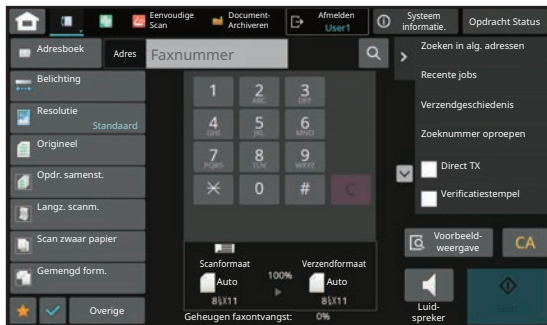 Eenvoudige Scan
Document-Archiveren
Afmelden
User1
Systeem informatie.
Opdracht Status
Adresboek
Adres
Faxnummer
Zoeken in alg. adressen
Recente jobs
Verzendgeschiedenis
Zoeknummer oproepen
Direct TX
Verificatiestempel
Belichting
Resolutie
Standaard
Origineel
Opdr. samenst.
Langz. scanm.
Scan zwaar papier
Gemengd form.
Overige
1
2 ABC
3 DEF
4 GHI
5 JKL
6 MNO
7 PQRS
8 TUV
9 WXYZ
0
#
C
Scanformaat
Auto
8½X11
100%
Verzendformaat
Auto
8½X11
Geheugen faxontvangst: 0%
Voorbeeld-
weergave
CA
Luid-
spreker
Start